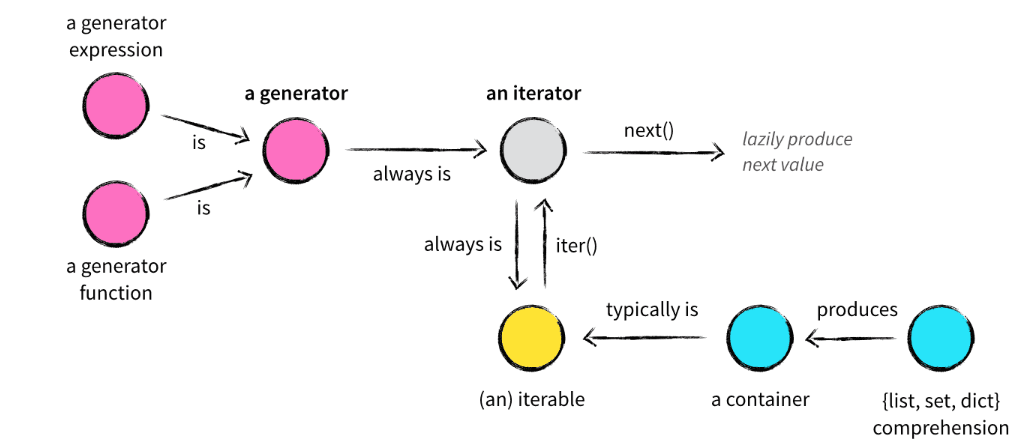 a generator
expression
a generator
an iterator
is
next()
lazily produce
next value
always is
is
a generator
function
always is
iter()
typically is
produces
(an) iterable
a container
{list, set, dict}
comprehension